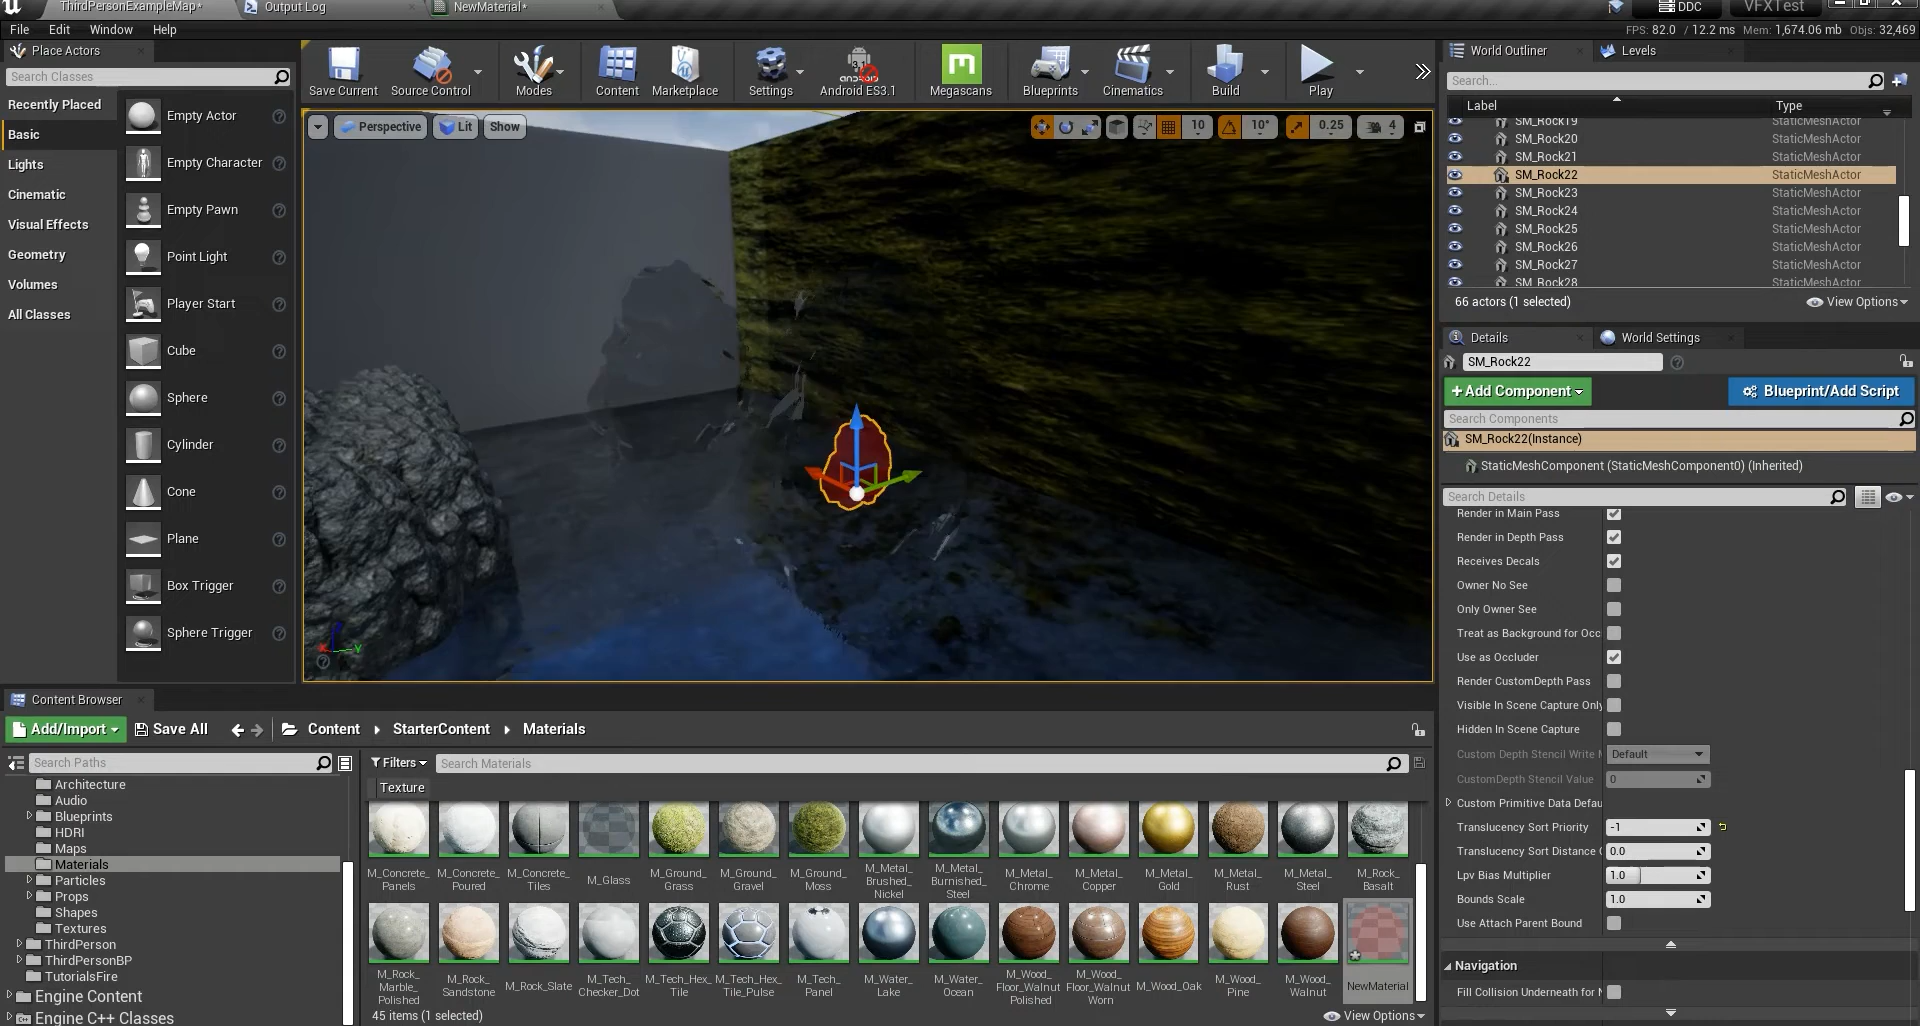 ThirdPersonExampleMap*
Output Log
NewMaterial*
DDC
VFXTest
File Edit Window Help
FPS: 82.0 / 12.2 ms Mem: 1,674.06 mb Objs: 32,469
Place Actors
Search Classes
Recently Placed
Basic
Lights
Cinematic
Visual Effects
Geometry
Volumes
All Classes
Empty Actor
Empty Character
Empty Pawn
Point Light
Player Start
Cube
Sphere
Cylinder
Cone
Plane
Box Trigger
Sphere Trigger
Save Current
Source Control
Modes
Content
Marketplace
Settings
Android ES3.1
Megascans
Blueprints
Cinematics
Build
Play
Perspective
Lit
Show
10
10°
0.25
4
X
Y
World Outliner
Levels
Search...
Label Type
SM_Rock19 StaticMeshActor
SM_Rock20 StaticMeshActor
SM_Rock21 StaticMeshActor
SM_Rock22 StaticMeshActor
SM_Rock23 StaticMeshActor
SM_Rock24 StaticMeshActor
SM_Rock25 StaticMeshActor
SM_Rock26 StaticMeshActor
SM_Rock27 StaticMeshActor
SM_Rock28 StaticMeshActor
66 actors (1 selected)
View Options
Details
World Settings
SM_Rock22
+Add Component
Blueprint/Add Script
Search Components
SM_Rock22(Instance)
StaticMeshComponent (StaticMeshComponent0) (Inherited)
Search Details
Render in Main Pass
Render in Depth Pass
Receives Decals
Owner No See
Only Owner See
Treat as Background for Occ
Use as Occluder
Render CustomDepth Pass
Visible In Scene Capture Only
Hidden In Scene Capture
Custom Depth Stencil Write M Default
CustomDepth Stencil Value 0
Custom Primitive Data Defau
Translucency Sort Priority -1
Translucency Sort Distance O 0.0
Lpv Bias Multiplier 1.0
Bounds Scale 1.0
Use Attach Parent Bound
Navigation
Fill Collision Underneath for N
Content Browser
Add/Import
Save All
Content
StarterContent
Materials
Search Paths
Filters
Search Materials
Texture
Architecture
Audio
Blueprints
HDRI
Maps
Materials
Particles
Props
Shapes
Textures
ThirdPerson
ThirdPersonBP
TutorialsFire
Engine Content
Engine C++ Classes
M_Concrete_
Panels
M_Concrete_
Poured
M_Concrete_
Tiles
M_Glass
M_Ground_
Grass
M_Ground_
Gravel
M_Ground_
Moss
M_Metal_
Brushed_
Nickel
M_Metal_
Burnished_
Steel
M_Metal_
Chrome
M_Metal_
Copper
M_Metal_
Gold
M_Metal_
Rust
M_Metal_
Steel
M_Rock_
Basalt
M_Rock_
Marble_
Polished
M_Rock_
Sandstone
M_Rock_Slate
M_Tech_
Checker_Dot
M_Tech_Hex_
Tile
M_Tech_Hex_
Tile_Pulse
M_Tech_
Panel
M_Water_
Lake
M_Water_
Ocean
M_Wood_
Floor_Walnut
Polished
M_Wood_
Floor_Walnut
Worn
M_Wood_Oak
M_Wood_
Pine
M_Wood_
Walnut
NewMaterial
45 items (1 selected)
View Options